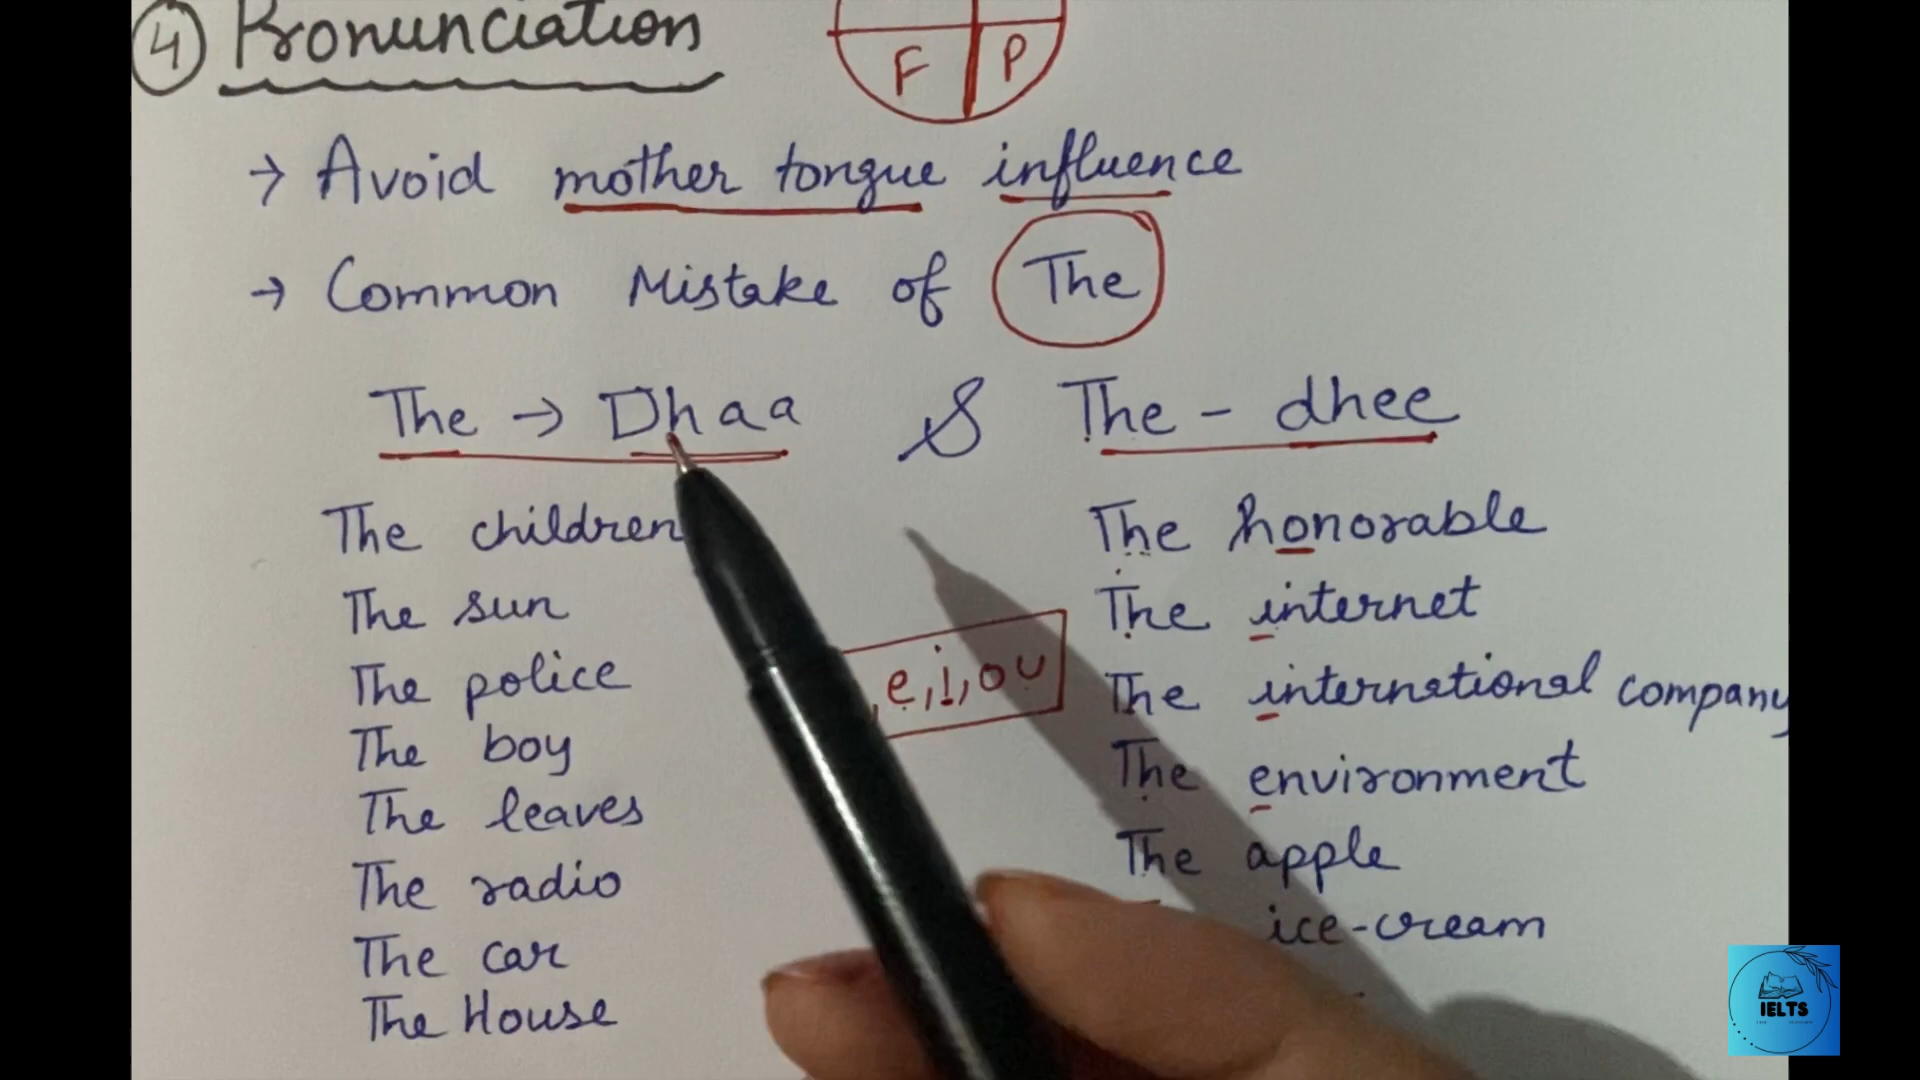 4 Pronunciation
F P
→ Avoid mother tongue influence
→ Common Mistake of The
The → Dhaa & The - dhee
The children
The sun
The police
The boy
The leaves
The radio
The car
The House
, e, i, o u
The honorable
The internet
The international company
The environment
The apple
ice-cream
IELTS